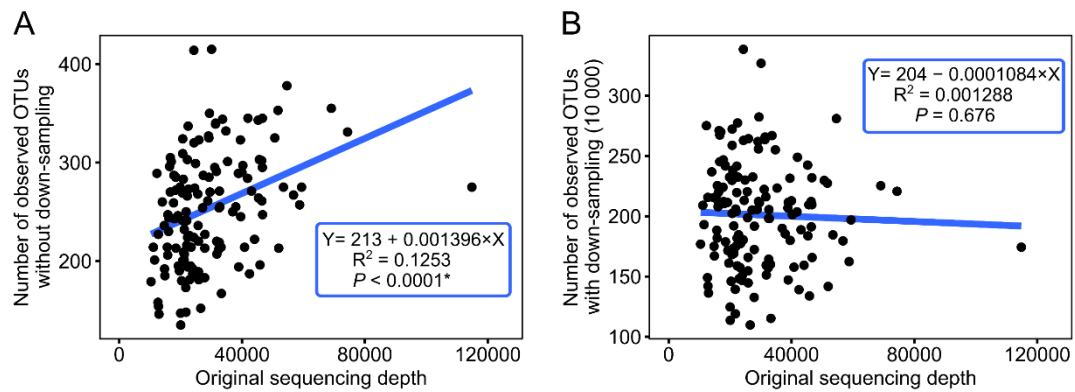 A
Number of observed OTUs
without down-sampling
400
300
200
Y= 213 + 0.001396×X
R² = 0.1253
P < 0.0001*
0
40000
80000
120000
Original sequencing depth
B
Number of observed OTUs
with down-sampling (10 000)
300
250
200
150
100
Y= 204 − 0.0001084×X
R² = 0.001288
P = 0.676
0
40000
80000
120000
Original sequencing depth